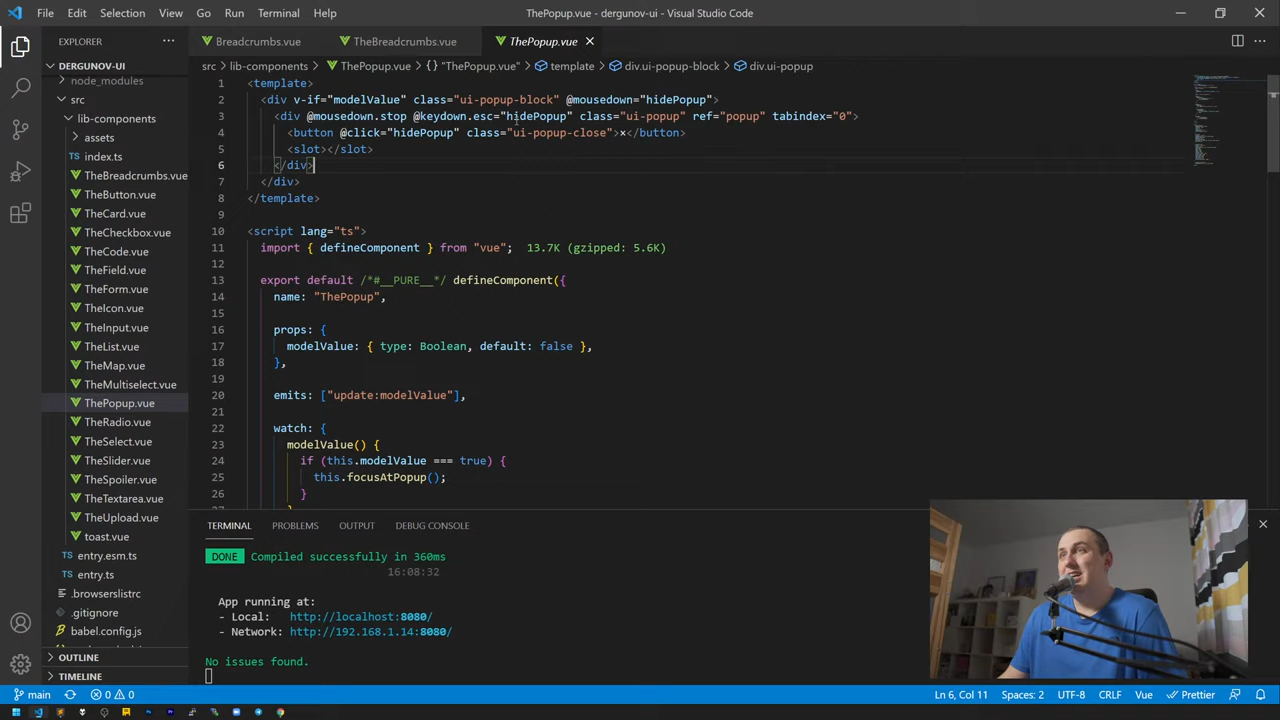 File Edit Selection View Go Run Terminal Help
ThePopup.vue - dergunov-ui - Visual Studio Code
EXPLORER
DERGUNOV-UI
node_modules
src
lib-components
assets
index.ts
TheBreadcrumbs.vue
TheButton.vue
TheCard.vue
TheCheckbox.vue
TheCode.vue
TheField.vue
TheForm.vue
TheIcon.vue
TheInput.vue
TheList.vue
TheMap.vue
TheMultiselect.vue
ThePopup.vue
TheRadio.vue
TheSelect.vue
TheSlider.vue
TheSpoiler.vue
TheTextarea.vue
TheUpload.vue
toast.vue
entry.esm.ts
entry.ts
.browserslistrc
.gitignore
babel.config.js
OUTLINE
TIMELINE
Breadcrumbs.vue TheBreadcrumbs.vue ThePopup.vue
src > lib-components > ThePopup.vue > {} "ThePopup.vue" > template > div.ui-popup-block > div.ui-popup
1 <template>
2 <div v-if="modelValue" class="ui-popup-block" @mousedown="hidePopup">
3 <div @mousedown.stop @keydown.esc="hidePopup" class="ui-popup" ref="popup" tabindex="0">
4 <button @click="hidePopup" class="ui-popup-close">×</button>
5 <slot></slot>
6 </div>
7 </div>
8 </template>
9
10 <script lang="ts">
11 import { defineComponent } from "vue"; 13.7K (gzipped: 5.6K)
12
13 export default /*#__PURE__*/ defineComponent({
14 name: "ThePopup",
15
16 props: {
17 modelValue: { type: Boolean, default: false },
18 },
19
20 emits: ["update:modelValue"],
21
22 watch: {
23 modelValue() {
24 if (this.modelValue === true) {
25 this.focusAtPopup();
26 }
TERMINAL PROBLEMS OUTPUT DEBUG CONSOLE
DONE Compiled successfully in 360ms
16:08:32
App running at:
- Local: http://localhost:8080/
- Network: http://192.168.1.14:8080/
No issues found.
main 0 0 Ln 6, Col 11 Spaces: 2 UTF-8 CRLF Vue Prettier